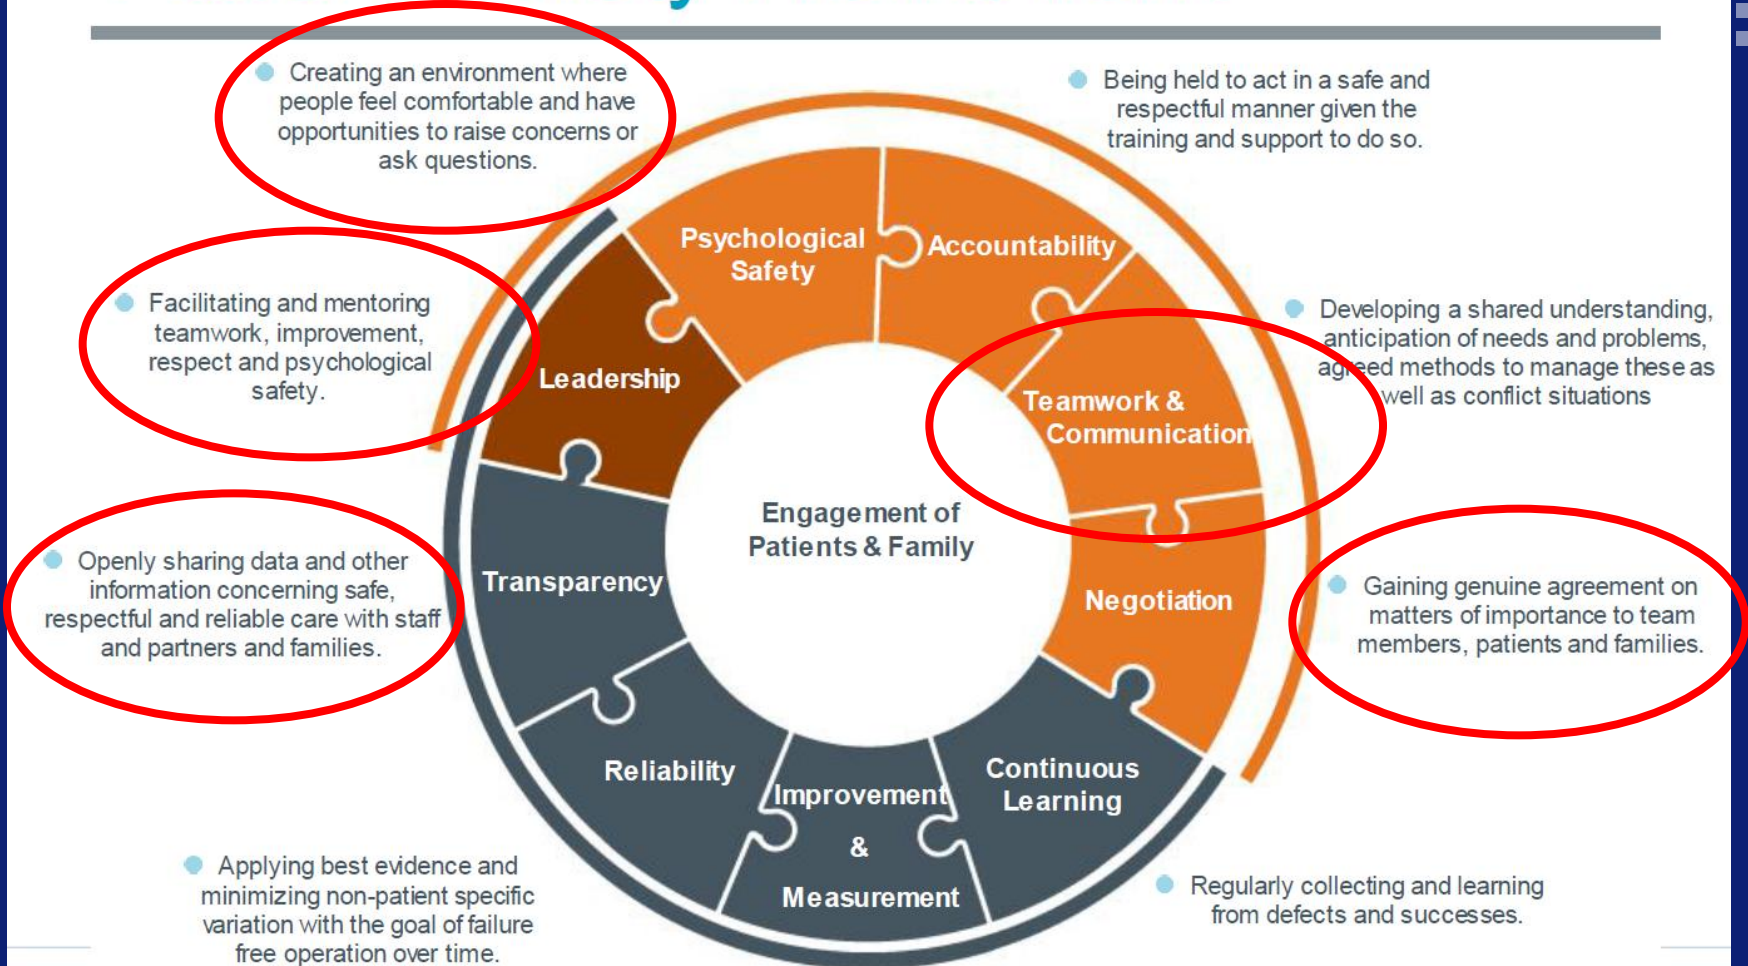 Creating an environment where
people feel comfortable and have
opportunities to raise concerns or
ask questions.
Being held to act in a safe and
respectful manner given the
training and support to do so.
Psychological
Safety
Accountability
Facilitating and mentoring
teamwork, improvement,
respect and psychological
safety.
Leadership
Developing a shared understanding,
anticipation of needs and problems,
agreed methods to manage these as
well as conflict situations
Teamwork &
Communication
Engagement of
Patients & Family
Openly sharing data and other
information concerning safe,
respectful and reliable care with staff
and partners and families.
Transparency
Negotiation
Gaining genuine agreement on
matters of importance to team
members, patients and families.
Reliability
Improvement
&
Measurement
Continuous
Learning
Applying best evidence and
minimizing non-patient specific
variation with the goal of failure
free operation over time.
Regularly collecting and learning
from defects and successes.